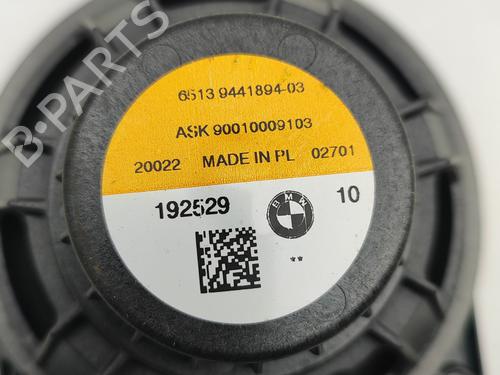 6513 9441894-03
ASK 90010009103
20022 MADE IN PL 02701
192529 BMW 10
**
B-PARTS